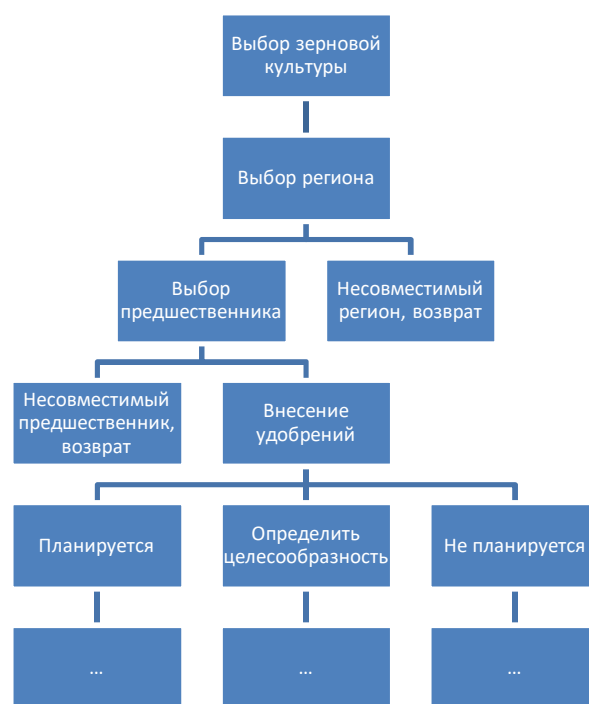 Выбор зерновой
культуры
Выбор региона
Выбор
предшественника
Несовместимый
регион, возврат
Несовместимый
предшественник,
возврат
Внесение
удобрений
Планируется
Определить
целесообразность
Не планируется
...
...
...